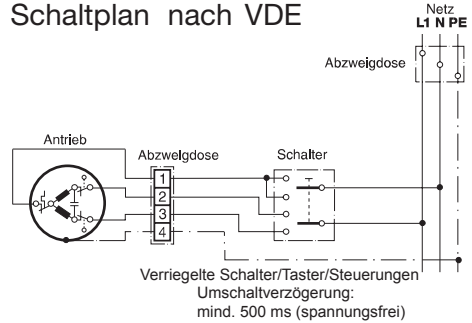 Schaltplan nach VDE
Netz
L1 N PE
Abzweigdose
Antrieb
Abzweigdose
Schalter
1
2
3
4
Verriegelte Schalter/Taster/Steuerungen
Umschaltverzögerung:
mind. 500 ms (spannungsfrei)